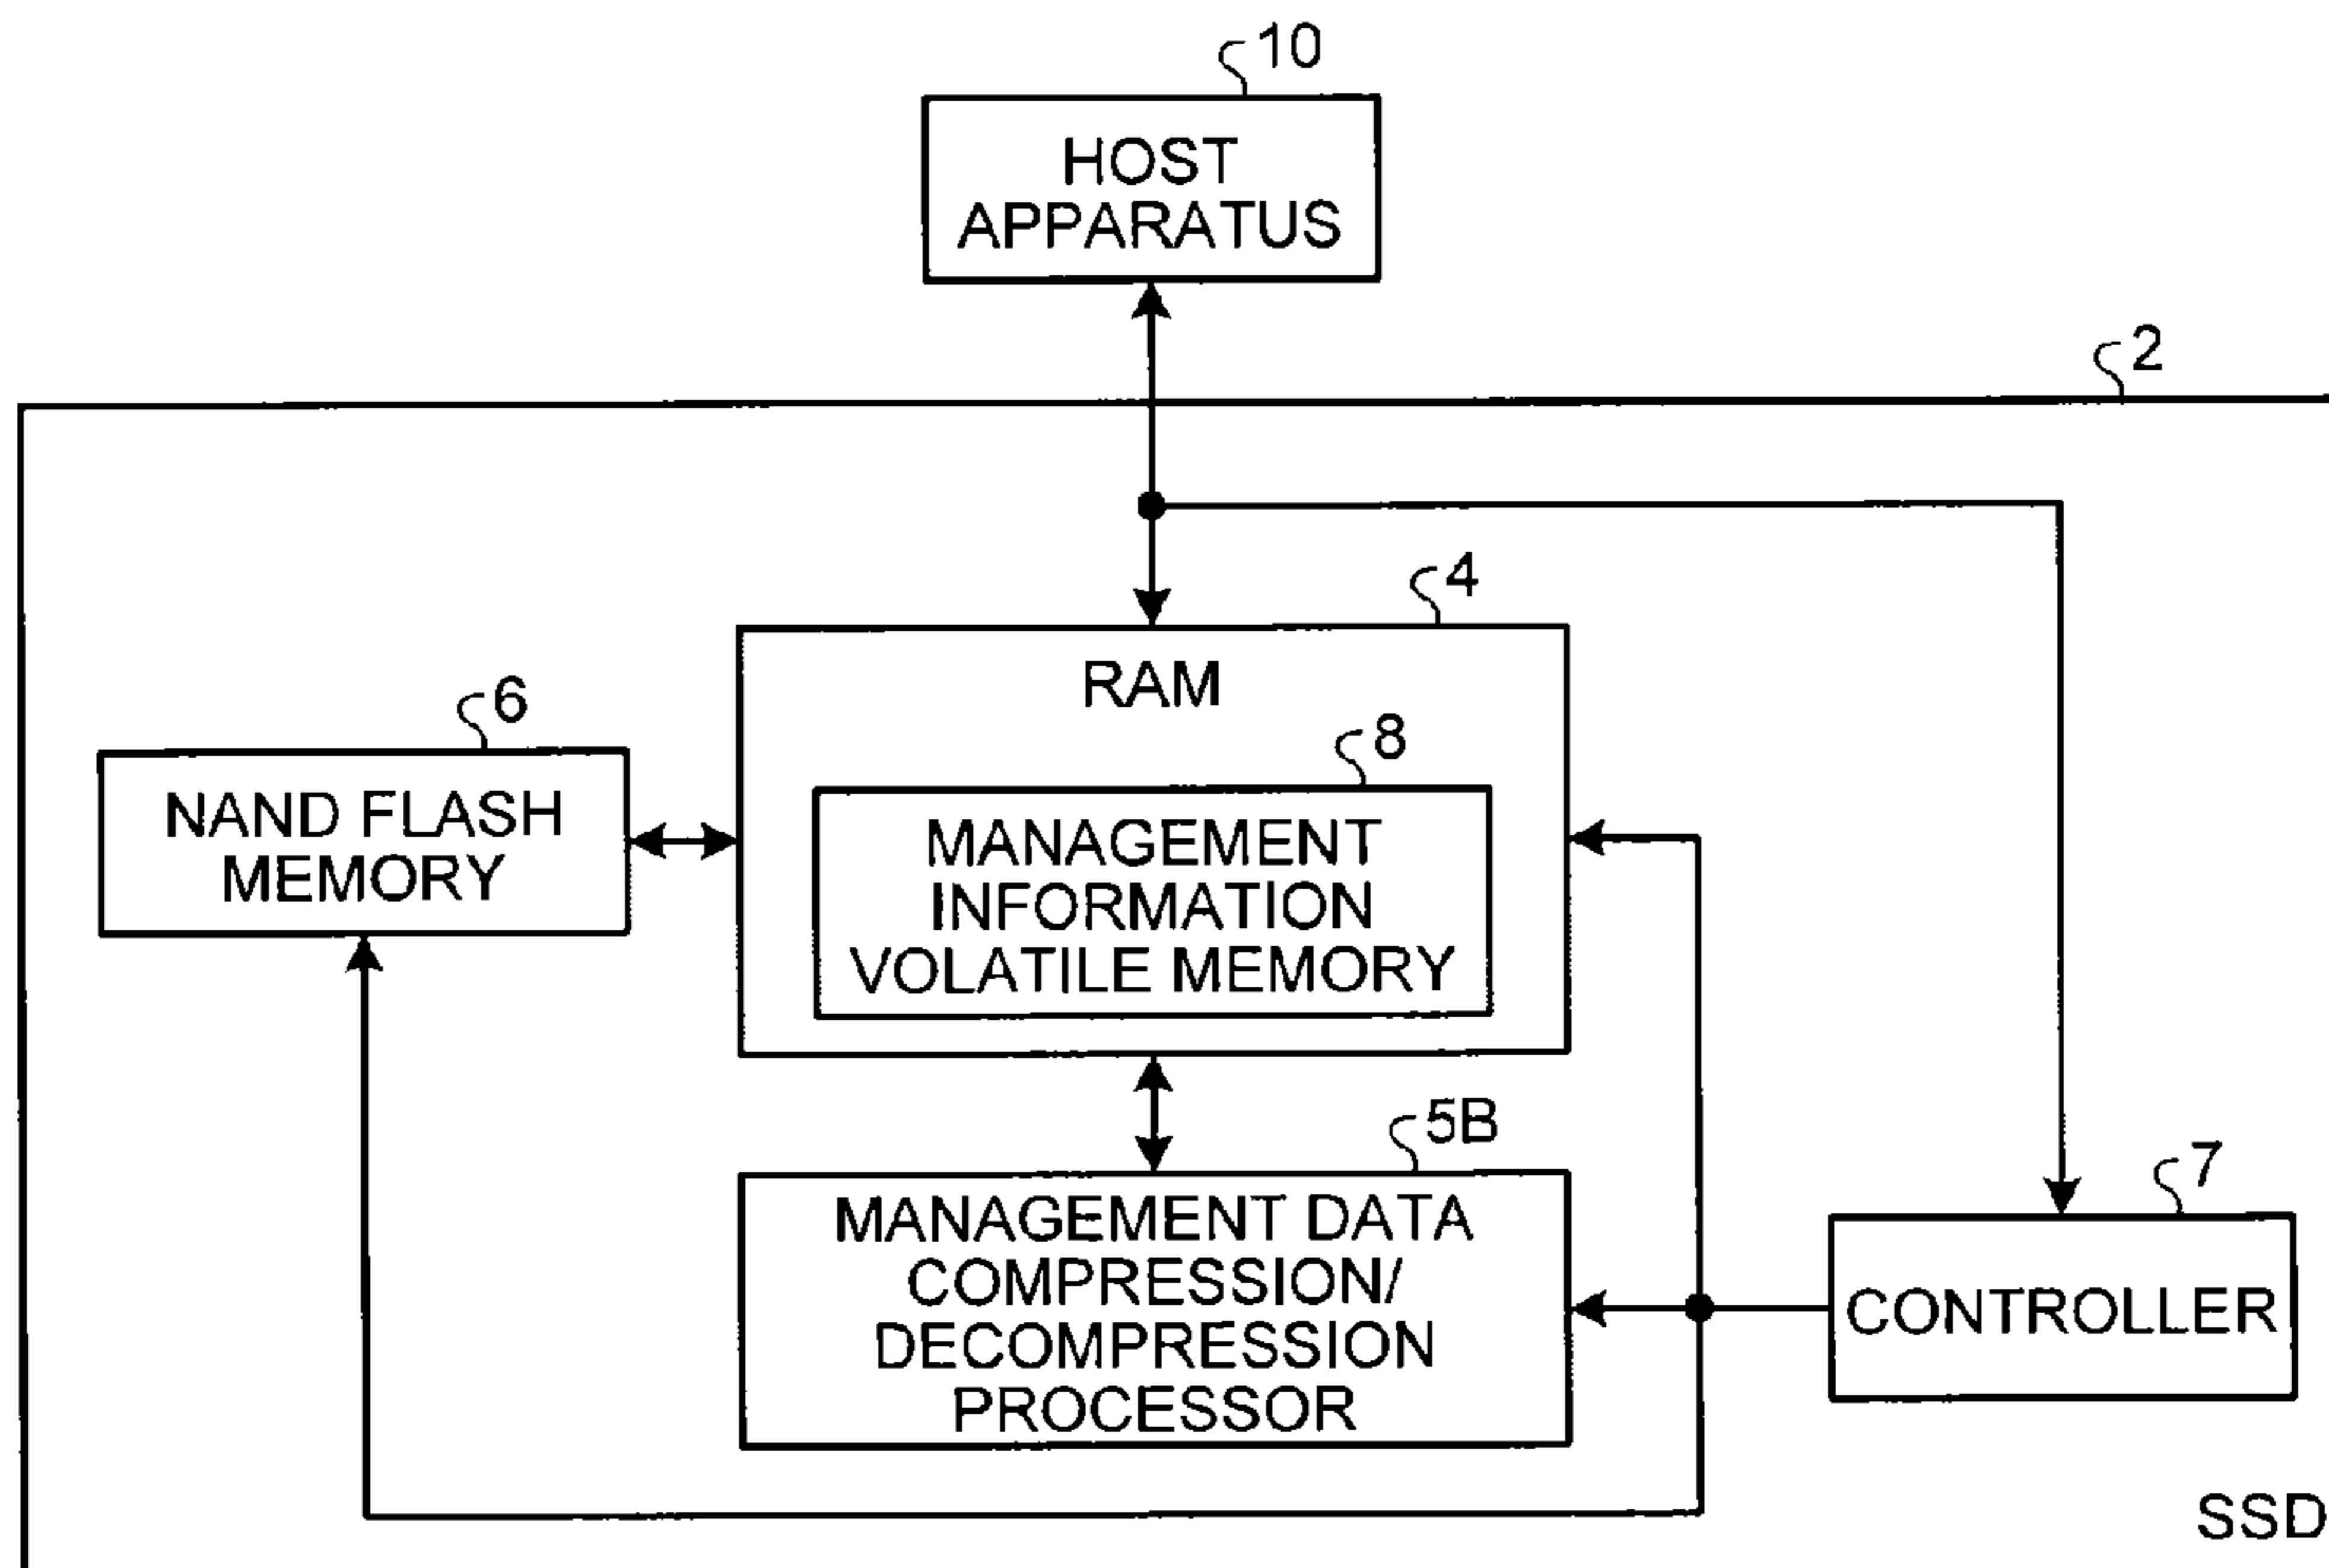 10
HOST
APPARATUS
2
4
RAM
6
NAND FLASH
MEMORY
8
MANAGEMENT
INFORMATION
VOLATILE MEMORY
5B
MANAGEMENT DATA
COMPRESSION/
DECOMPRESSION
PROCESSOR
7
CONTROLLER
SSD